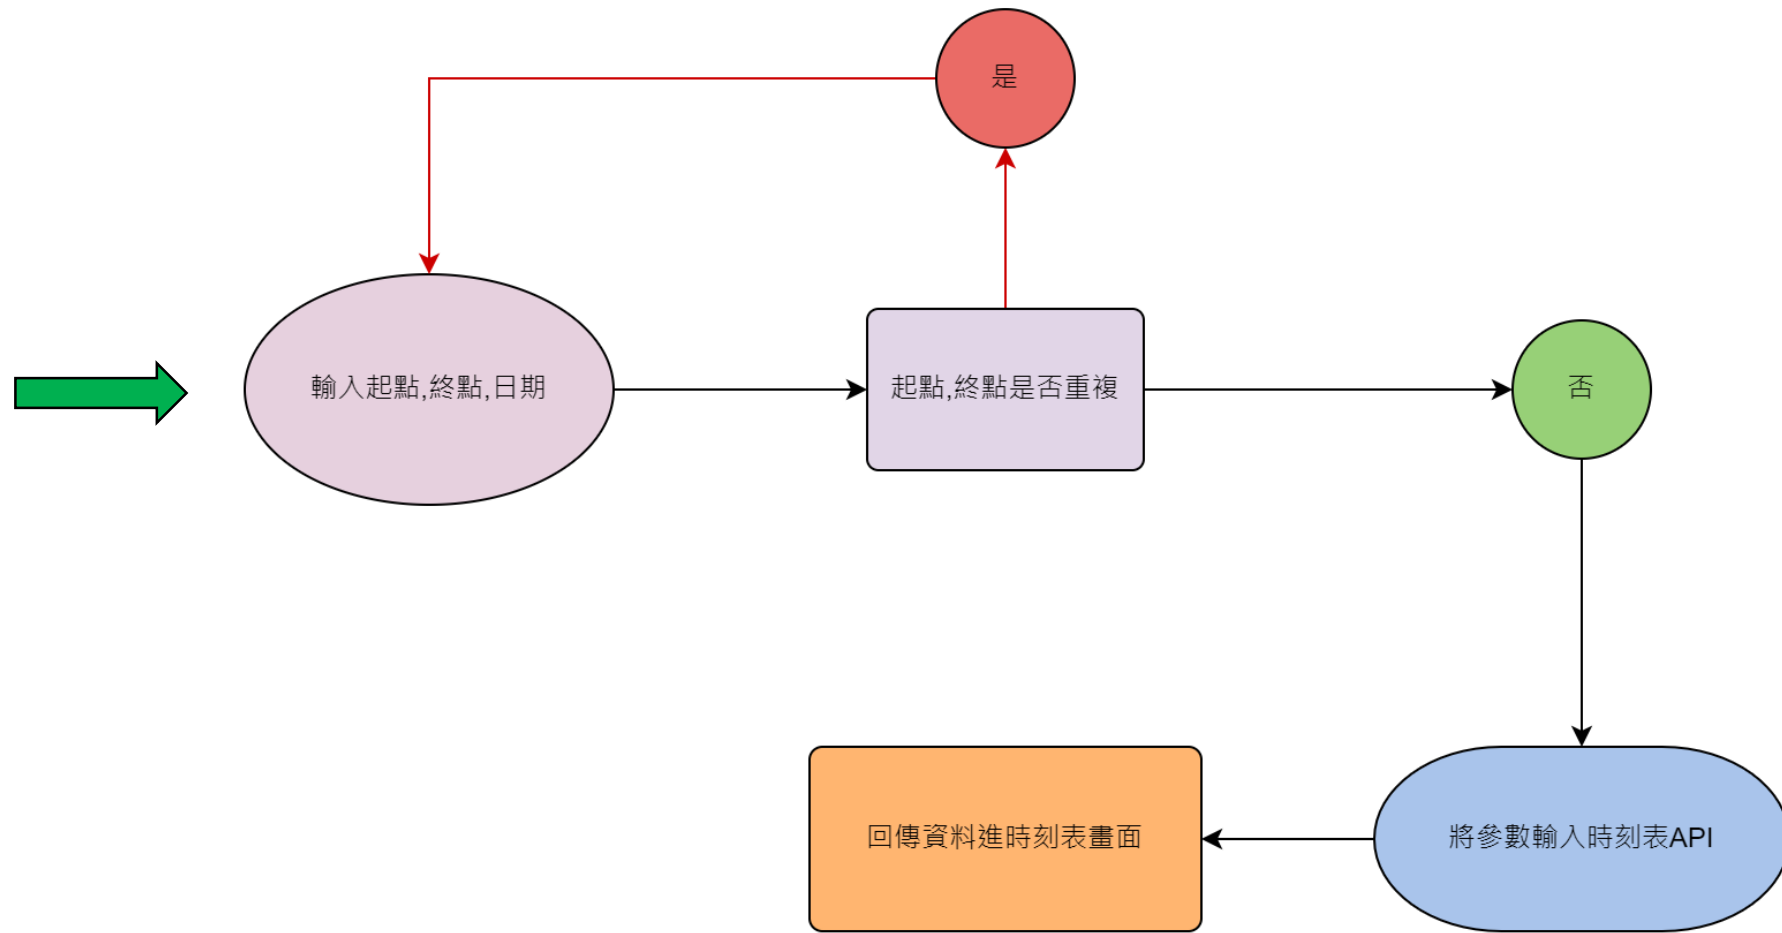 是
輸入起點,終點,日期
起點,終點是否重複
否
回傳資料進時刻表畫面
將參數輸入時刻表API